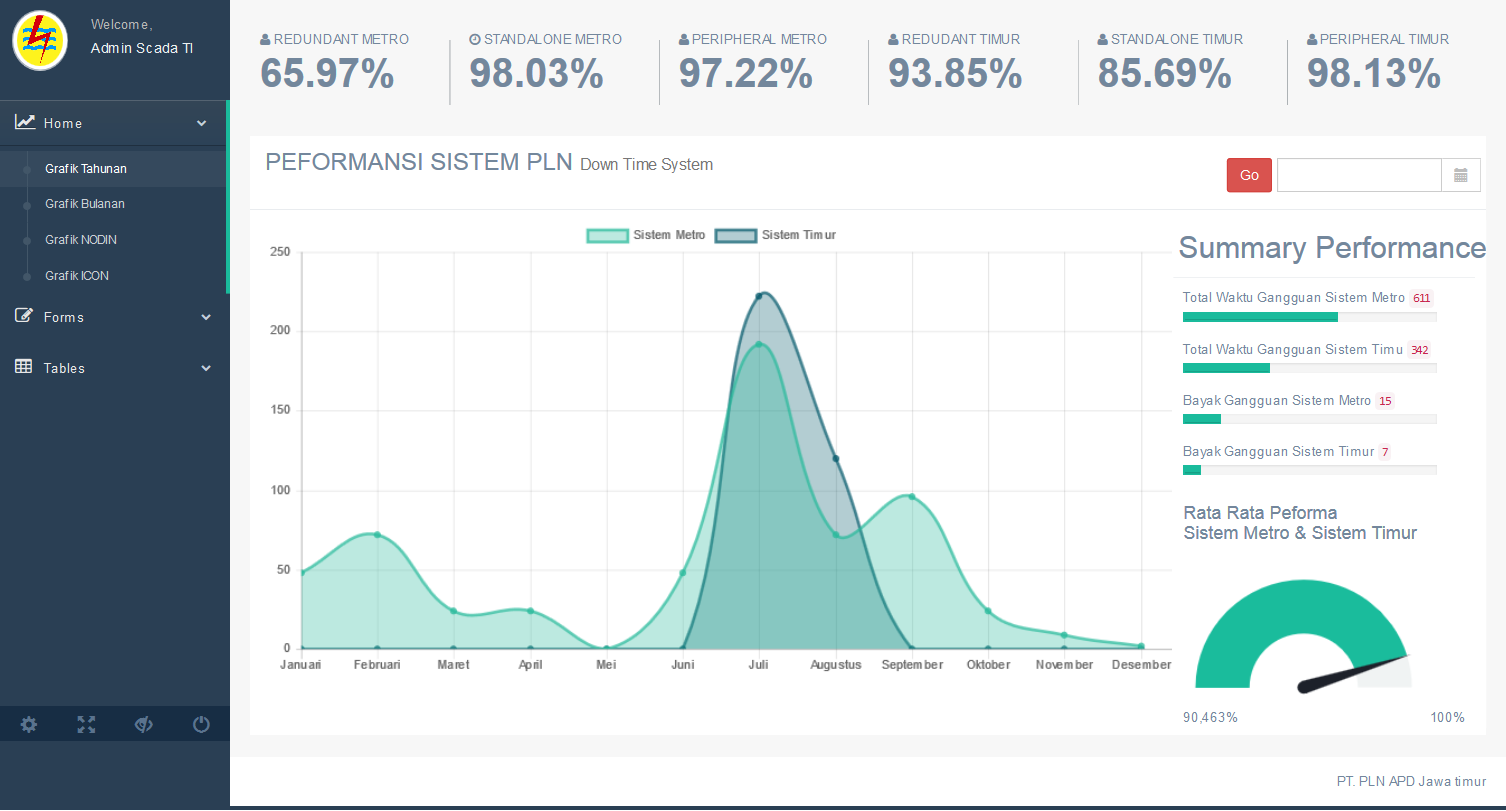 Welcome,
Admin Scada TI
Home
Grafik Tahunan
Grafik Bulanan
Grafik NODIN
Grafik ICON
Forms
Tables
REDUNDANT METRO
65.97%
STANDALONE METRO
98.03%
PERIPHERAL METRO
97.22%
REDUDANT TIMUR
93.85%
STANDALONE TIMUR
85.69%
PERIPHERAL TIMUR
98.13%
PEFORMANSI SISTEM PLN Down Time System
Go
Sistem Metro Sistem Timur
250
200
150
100
50
0
Januari Februari Maret April Mei Juni Juli Augustus September Oktober November Desember
Summary Performance
Total Waktu Gangguan Sistem Metro 611
Total Waktu Gangguan Sistem Timu 342
Bayak Gangguan Sistem Metro 15
Bayak Gangguan Sistem Timur 7
Rata Rata Peforma
Sistem Metro & Sistem Timur
90,463% 100%
PT. PLN APD Jawa timur